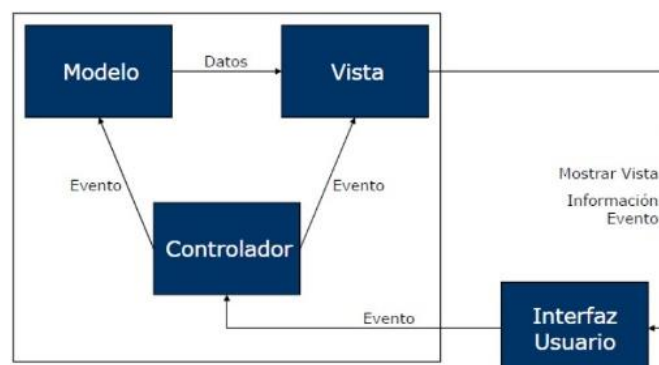 Modelo
Datos
Vista
Evento
Evento
Mostrar Vista
Información
Evento
Controlador
Evento
Interfaz
Usuario